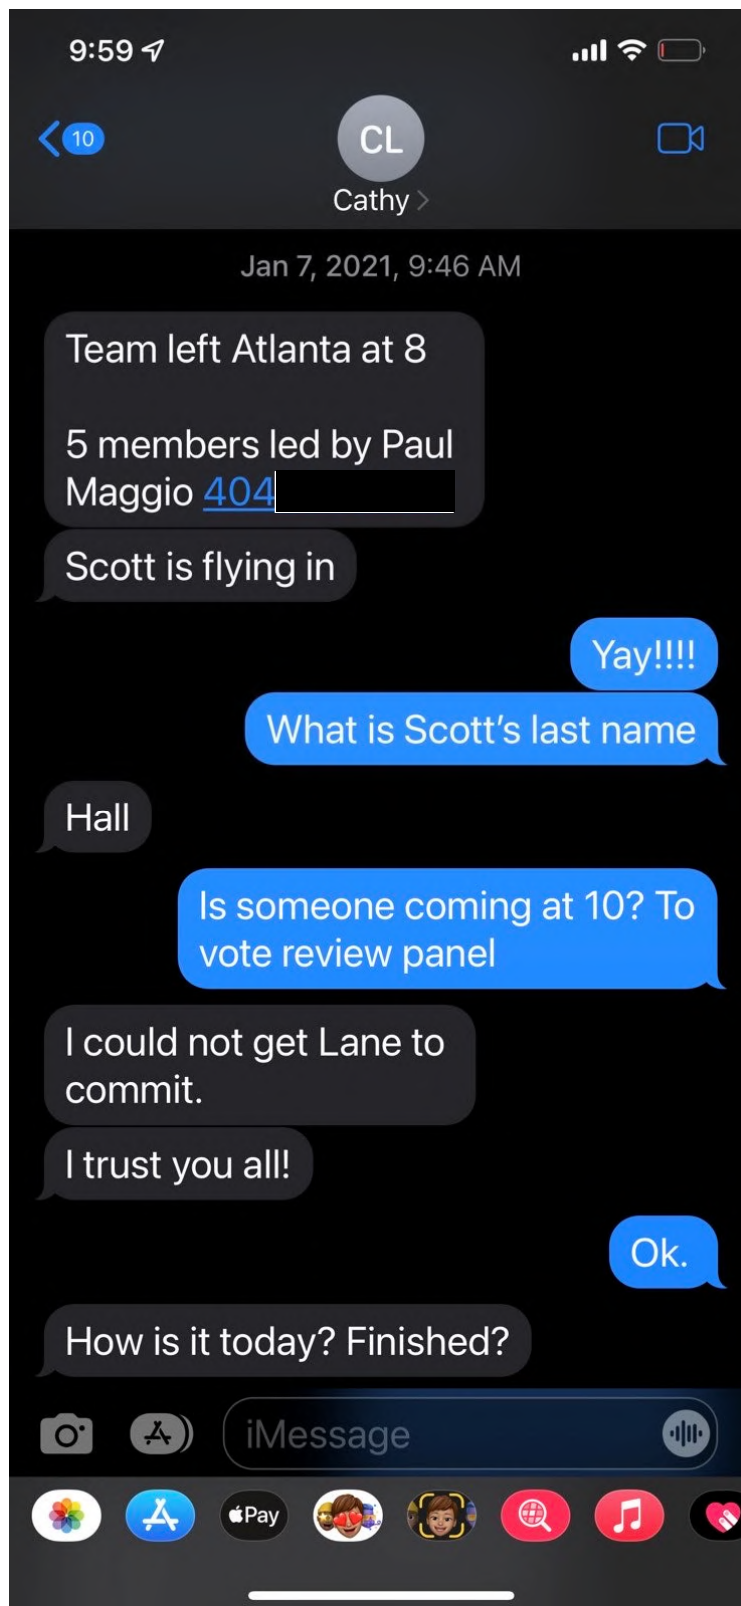 9:59
10
CL
Cathy
Jan 7, 2021, 9:46 AM
Team left Atlanta at 8
5 members led by Paul
Maggio 404
Scott is flying in
Yay!!!!
What is Scott's last name
Hall
Is someone coming at 10? To
vote review panel
I could not get Lane to
commit.
I trust you all!
Ok.
How is it today? Finished?
iMessage
Pay